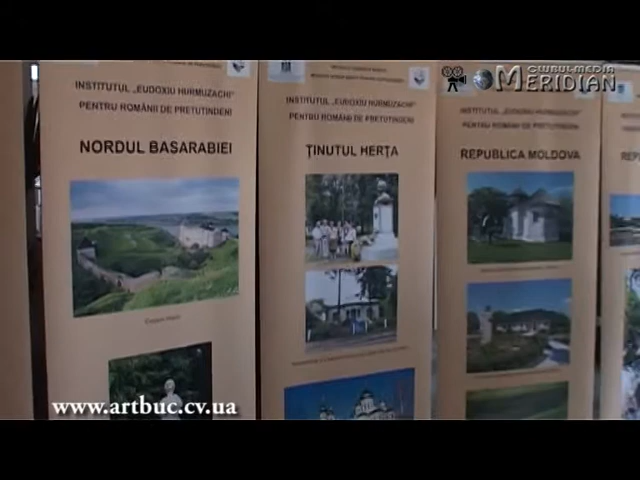 CLUBUL MEDIA
MERIDIAN
INSTITUTUL „EUDOXIU HURMUZACHI”
PENTRU ROMÂNII DE PRETUTINDENI
NORDUL BASARABIEI
INSTITUTUL „EUDOXIU HURMUZACHI”
PENTRU ROMÂNII DE PRETUTINDENI
ŢINUTUL HERŢA
INSTITUTUL „EUDOXIU HURMUZACHI”
PENTRU ROMÂNII DE PRETUTINDENI
REPUBLICA MOLDOVA
www.artbuc.cv.ua